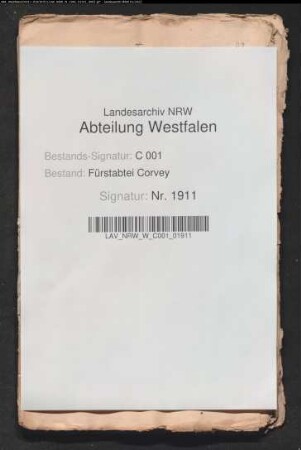 Landesarchiv NRW
Abteilung Westfalen
Bestands-Signatur: C 001
Bestand: Fürstabtei Corvey
Signatur: Nr. 1911
LAV_NRW_W_C001_01911